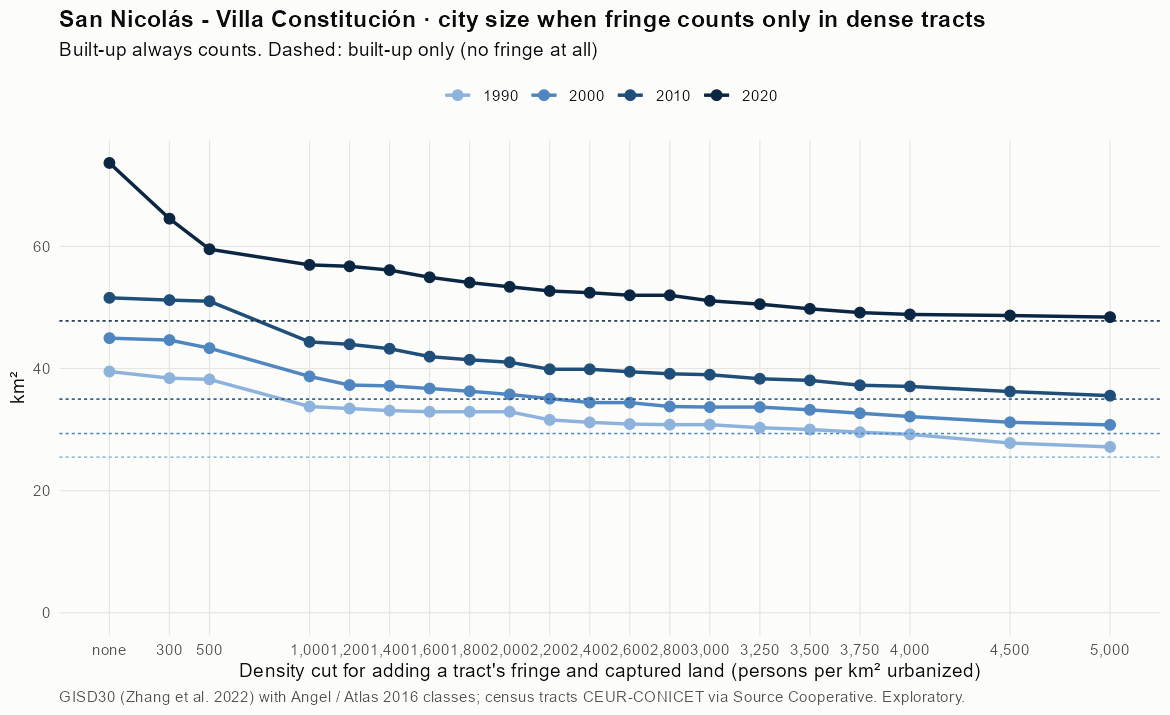 San Nicolás - Villa Constitución · city size when fringe counts only in dense tracts
Built-up always counts. Dashed: built-up only (no fringe at all)
1990 2000 2010 2020
km²
60
40
20
0
none 300 500 1,000 1,200 1,400 1,600 1,800 2,000 2,200 2,400 2,600 2,800 3,000 3,250 3,500 3,750 4,000 4,500 5,000
Density cut for adding a tract's fringe and captured land (persons per km² urbanized)
GISD30 (Zhang et al. 2022) with Angel / Atlas 2016 classes; census tracts CEUR-CONICET via Source Cooperative. Exploratory.